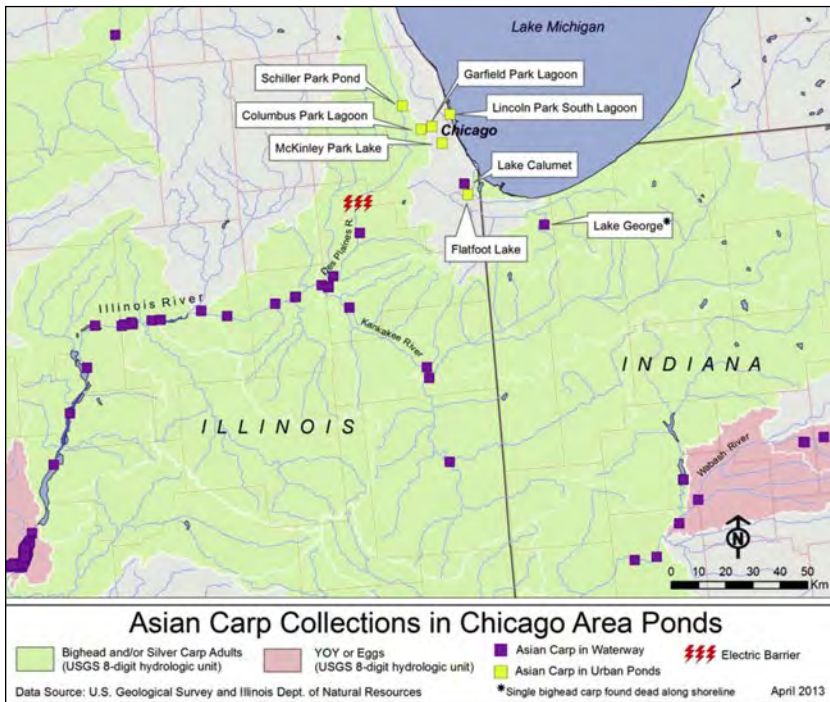 Lake Michigan
Schiller Park Pond
Garfield Park Lagoon
Columbus Park Lagoon
Lincoln Park South Lagoon
Chicago
McKinley Park Lake
Lake Calumet
Lake George*
Flatfoot Lake
Des Plaines R.
Illinois River
Kankakee River
INDIANA
ILLINOIS
Wabash River
N
0 10 20 30 40 50
Km
Asian Carp Collections in Chicago Area Ponds
Bighead and/or Silver Carp Adults
(USGS 8-digit hydrologic unit)
YOY or Eggs
(USGS 8-digit hydrologic unit)
Asian Carp in Waterway
Asian Carp in Urban Ponds
Electric Barrier
*Single bighead carp found dead along shoreline
Data Source: U.S. Geological Survey and Illinois Dept. of Natural Resources
April 2013